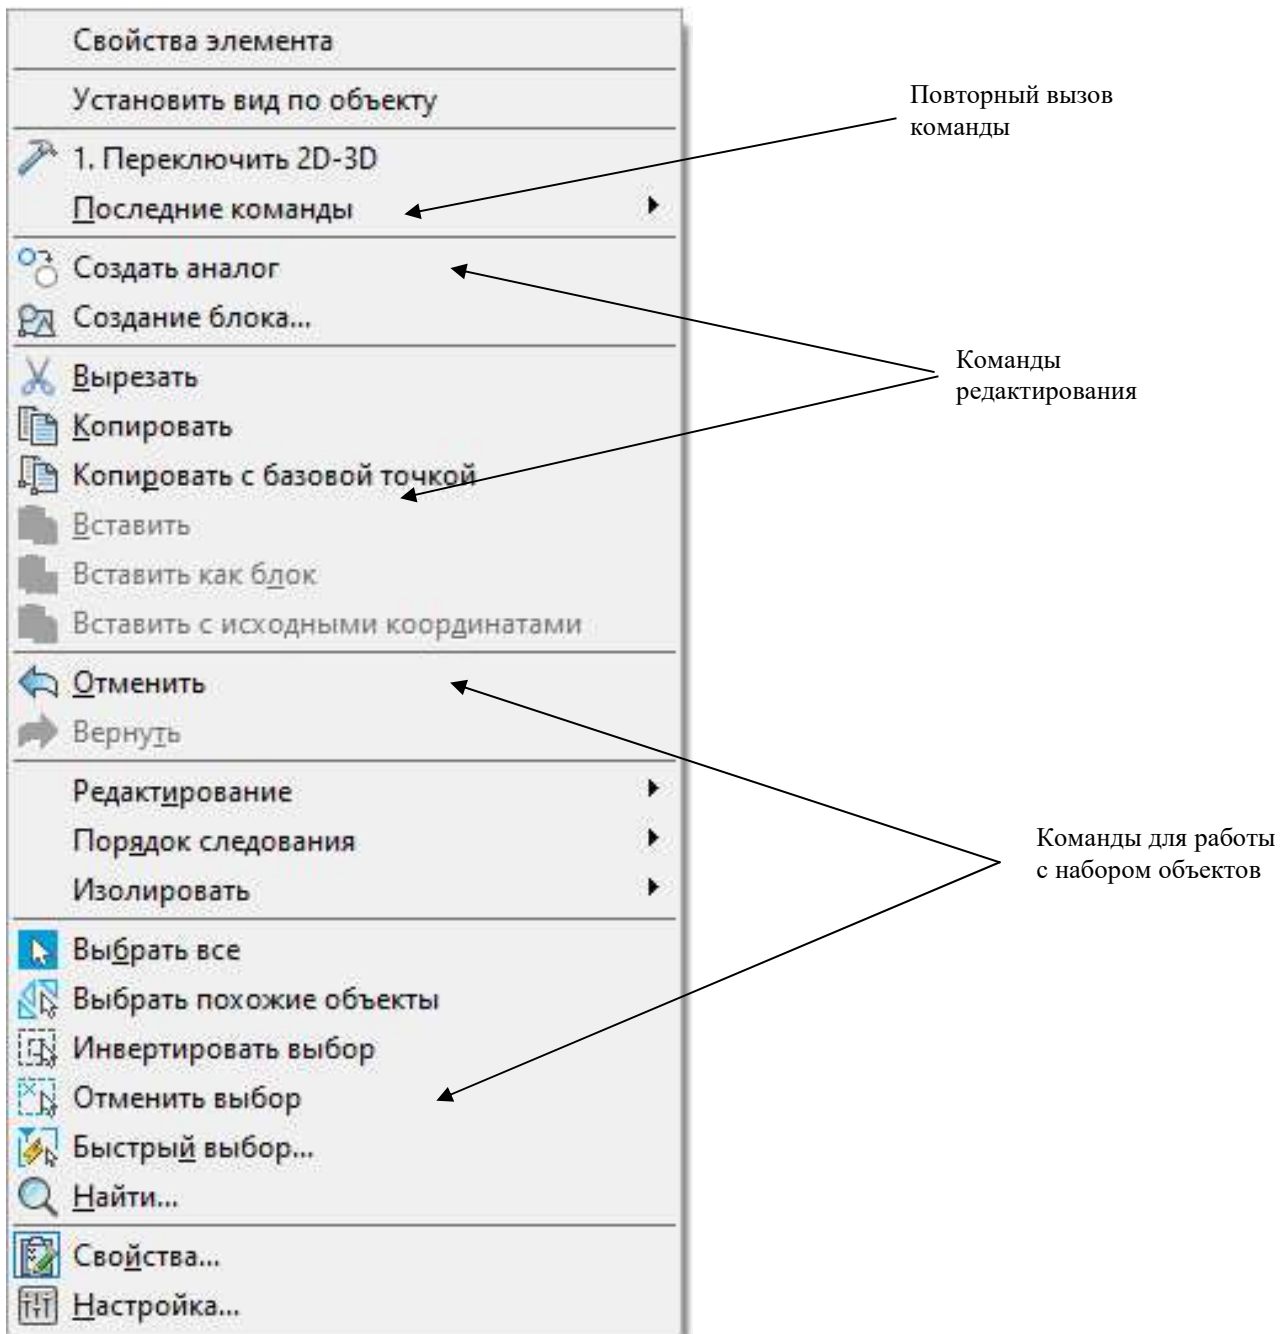 Свойства элемента
Установить вид по объекту
1. Переключить 2D-3D
Последние команды
Создать аналог
Создание блока...
Вырезать
Копировать
Копировать с базовой точкой
Вставить
Вставить как блок
Вставить с исходными координатами
Отменить
Вернуть
Редактирование
Порядок следования
Изолировать
Выбрать все
Выбрать похожие объекты
Инвертировать выбор
Отменить выбор
Быстрый выбор...
Найти...
Свойства...
Настройка...
Повторный вызов
команды
Команды
редактирования
Команды для работы
с набором объектов